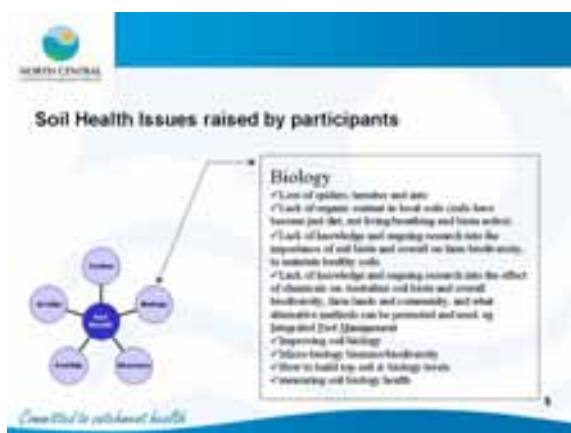 NORTH CENTRAL
Soil Health Issues raised by participants
Biology
✓Loss of spiders, and ants
✓Lack of organic content in local soils (soils have
become just dirt, not living/breathing and biota active)
✓Lack of knowledge and ongoing research into the
importance of soil biota and overall on farm biodiversity,
to maintain healthy soils.
✓Lack of knowledge and ongoing research into the effect
of chemicals on Australian soil biota and overall
biodiversity, farm lands and community, and what
alternative methods can be promoted and used. eg
Integrated Pest Management
✓Improving soil biology
✓Micro-biology biomass/biodiversity
✓How to build top soil & biology levels
✓measuring soil biology health
Carbon
Biology
Soil
Health
Structure
Fertility
Committed to catchment health